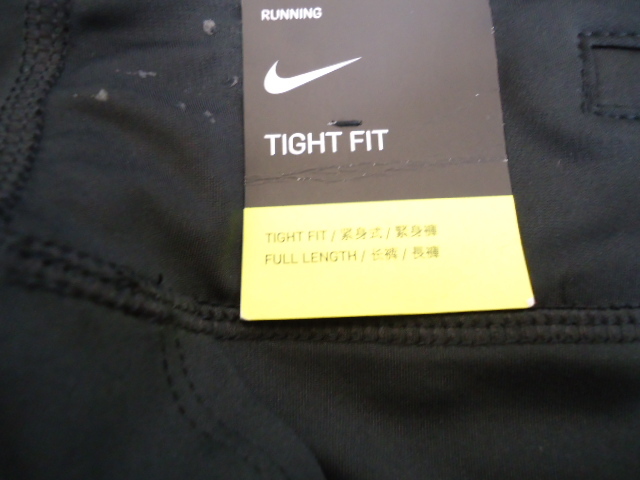 RUNNING
TIGHT FIT
TIGHT FIT / 紧身式 / 緊身褲
FULL LENGTH / 长裤 / 長褲